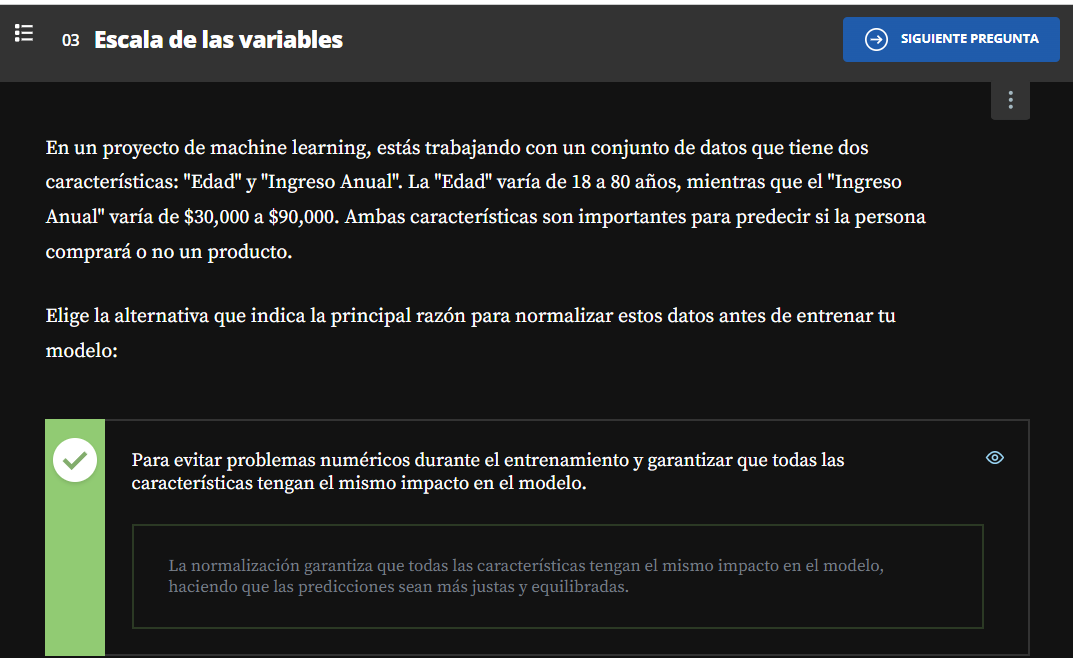 03 Escala de las variables
SIGUIENTE PREGUNTA
En un proyecto de machine learning, estás trabajando con un conjunto de datos que tiene dos
características: "Edad" y "Ingreso Anual". La "Edad" varía de 18 a 80 años, mientras que el "Ingreso
Anual" varía de $30,000 a $90,000. Ambas características son importantes para predecir si la persona
comprará o no un producto.
Elige la alternativa que indica la principal razón para normalizar estos datos antes de entrenar tu
modelo:
Para evitar problemas numéricos durante el entrenamiento y garantizar que todas las
características tengan el mismo impacto en el modelo.
La normalización garantiza que todas las características tengan el mismo impacto en el modelo,
haciendo que las predicciones sean más justas y equilibradas.